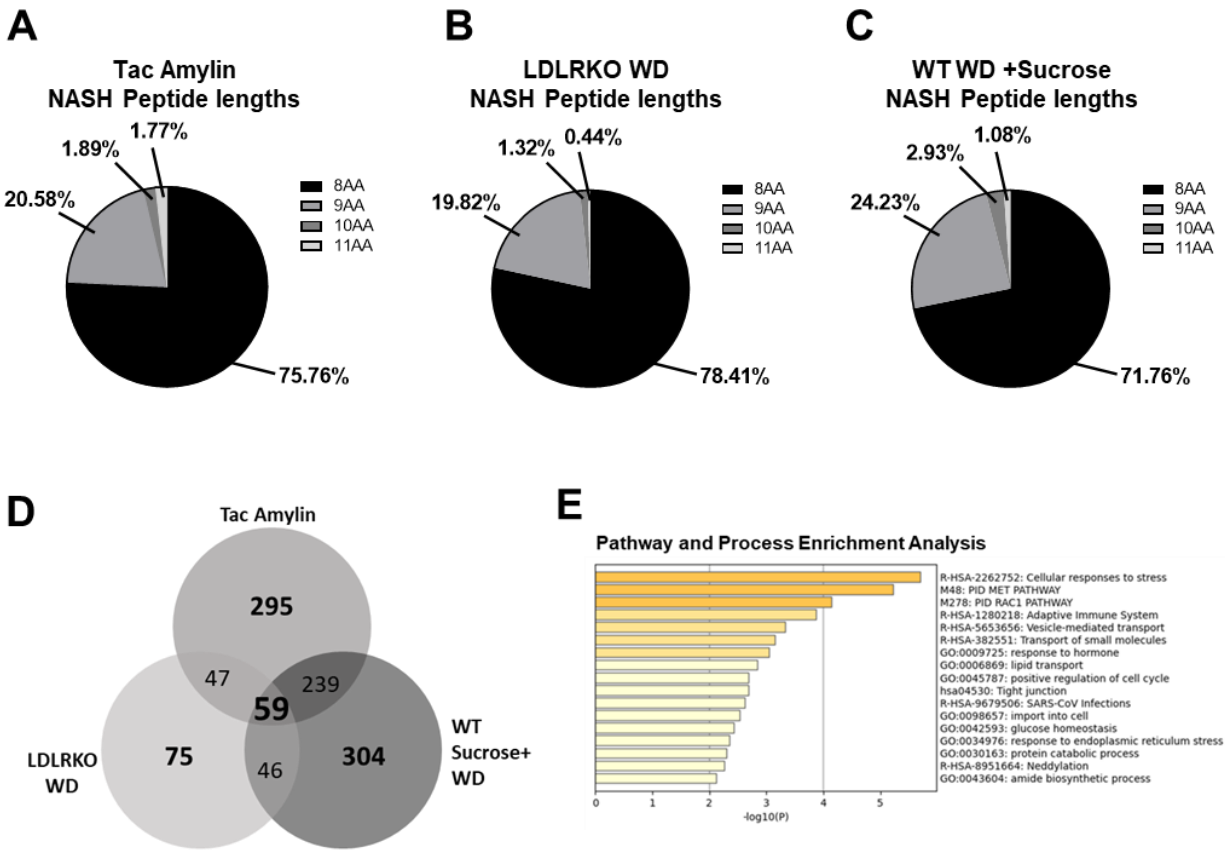 A
Tac Amylin
NASH Peptide lengths
1.77%
1.89%
20.58%
75.76%
8AA
9AA
10AA
11AA
B
LDLRKO WD
NASH Peptide lengths
0.44%
1.32%
19.82%
78.41%
8AA
9AA
10AA
11AA
C
WT WD +Sucrose
NASH Peptide lengths
1.08%
2.93%
24.23%
71.76%
8AA
9AA
10AA
11AA
D
Tac Amylin
295
47
239
59
LDLRKO
WD
75
46
304
WT
Sucrose+
WD
E
Pathway and Process Enrichment Analysis
R-HSA-2262752: Cellular responses to stress
M48: PID MET PATHWAY
M278: PID RAC1 PATHWAY
R-HSA-1280218: Adaptive Immune System
R-HSA-5653656: Vesicle-mediated transport
R-HSA-382551: Transport of small molecules
GO:0009725: response to hormone
GO:0006869: lipid transport
GO:0045787: positive regulation of cell cycle
hsa04530: Tight junction
R-HSA-9679506: SARS-CoV Infections
GO:0098657: import into cell
GO:0042593: glucose homeostasis
GO:0034976: response to endoplasmic reticulum stress
GO:0030163: protein catabolic process
R-HSA-8951664: Neddylation
GO:0043604: amide biosynthetic process
0 1 2 3 4 5
-log10(P)